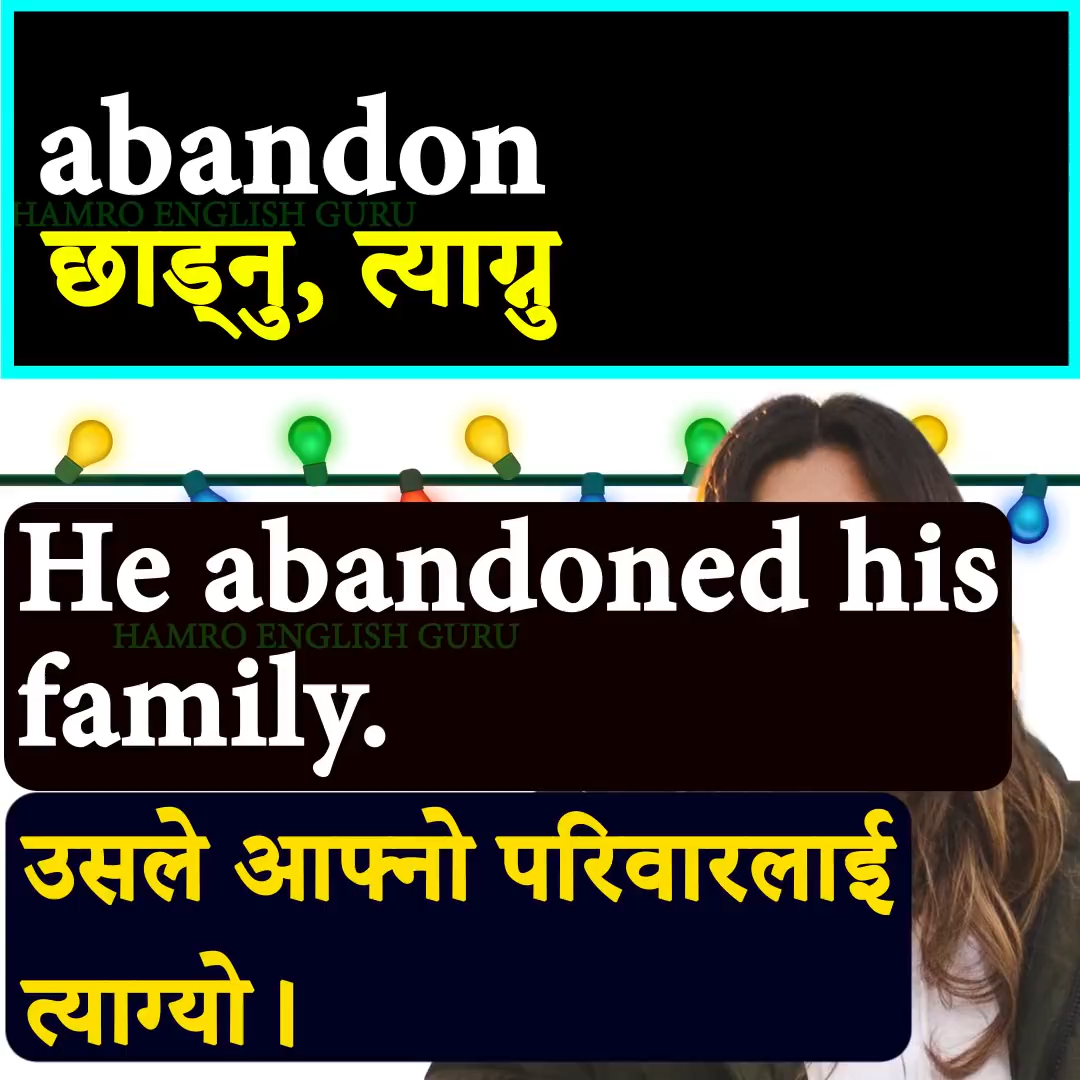 abandon
HAMRO ENGLISH GURU
छाड्नु, त्याग्नु
He abandoned his
HAMRO ENGLISH GURU
family.
उसले आफ्नो परिवारलाई
त्याग्यो ।